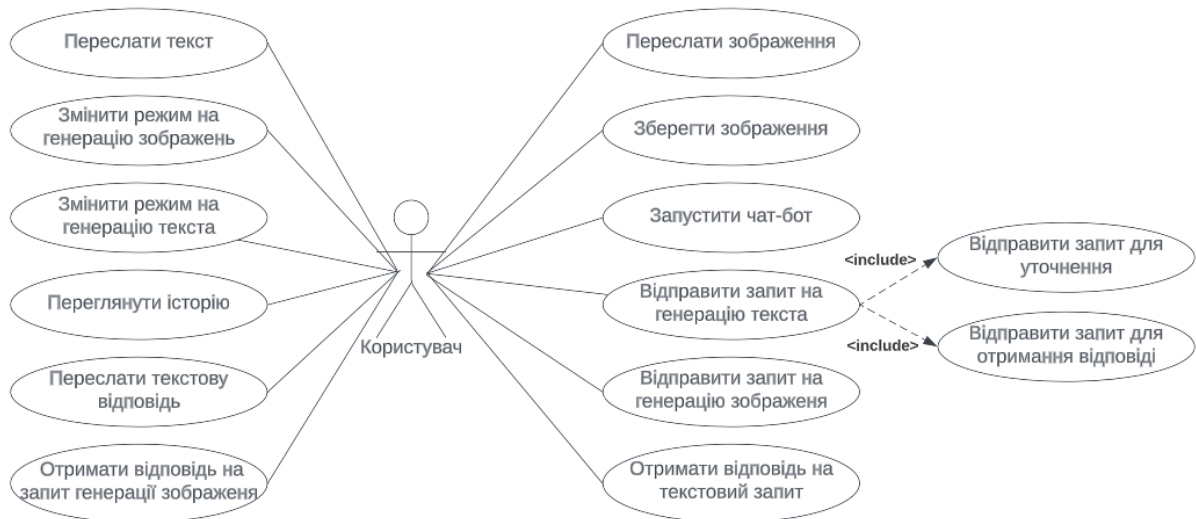 Переслати текст
Змінити режим на
генерацію зображень
Змінити режим на
генерацію текста
Переглянути історію
Переслати текстову
відповідь
Отримати відповідь на
запит генерації зображеня
Користувач
Переслати зображення
Зберегти зображення
Запустити чат-бот
Відправити запит на
генерацію текста
Відправити запит на
генерацію зображеня
Отримати відповідь на
текстовий запит
<include>
Відправити запит для
уточнення
<include>
Відправити запит для
отримання відповіді